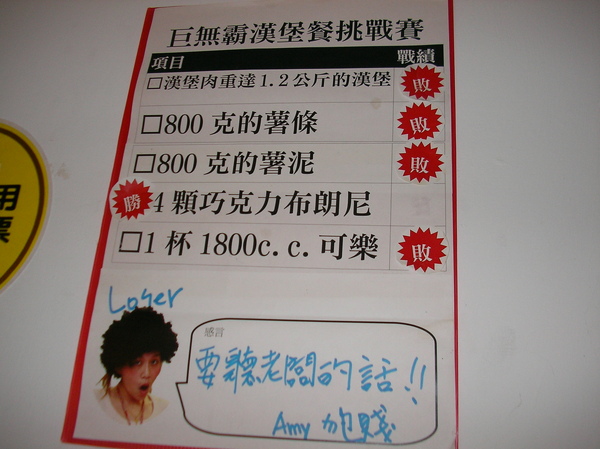 巨無霸漢堡餐挑戰賽
項目 戰績
□漢堡肉重達1.2公斤的漢堡 敗
□800克的薯條 敗
□800克的薯泥 敗
勝 4顆巧克力布朗尼
□1杯1800c.c.可樂 敗
用
票
Loser
感言
要聽老闆的話!!
Amy